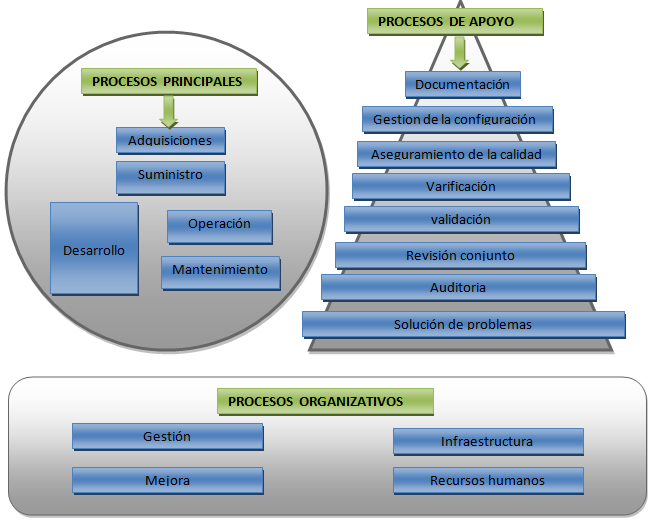 PROCESOS PRINCIPALES
Adquisiciones
Suministro
Desarrollo
Operación
Mantenimiento
PROCESOS DE APOYO
Documentación
Gestion de la configuración
Aseguramiento de la calidad
Varificación
validación
Revisión conjunto
Auditoria
Solución de problemas
PROCESOS ORGANIZATIVOS
Gestión
Infraestructura
Mejora
Recursos humanos